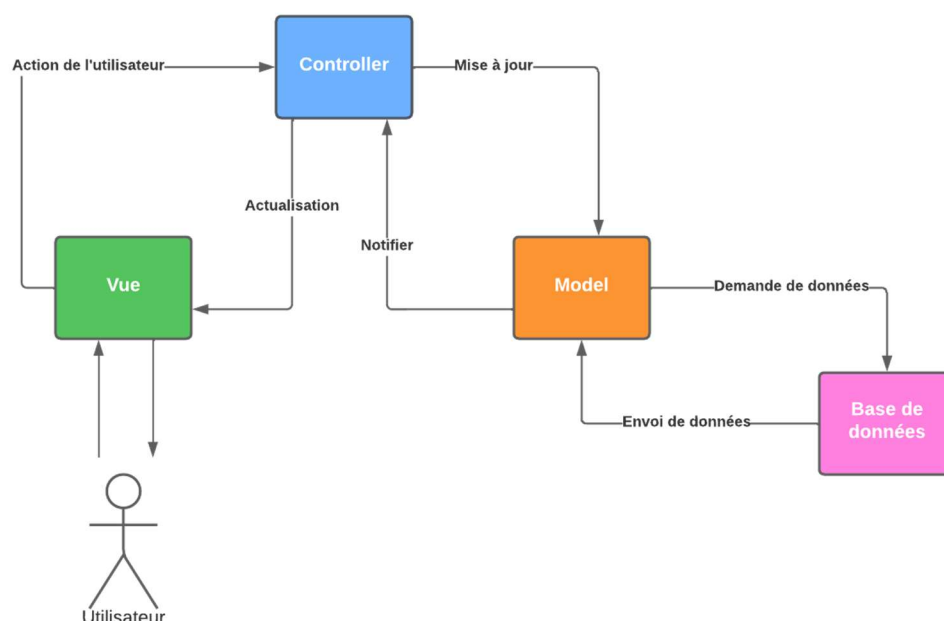 Action de l'utilisateur
Controller
Mise à jour
Actualisation
Notifier
Vue
Model
Demande de données
Envoi de données
Base de
données
Utilisateur